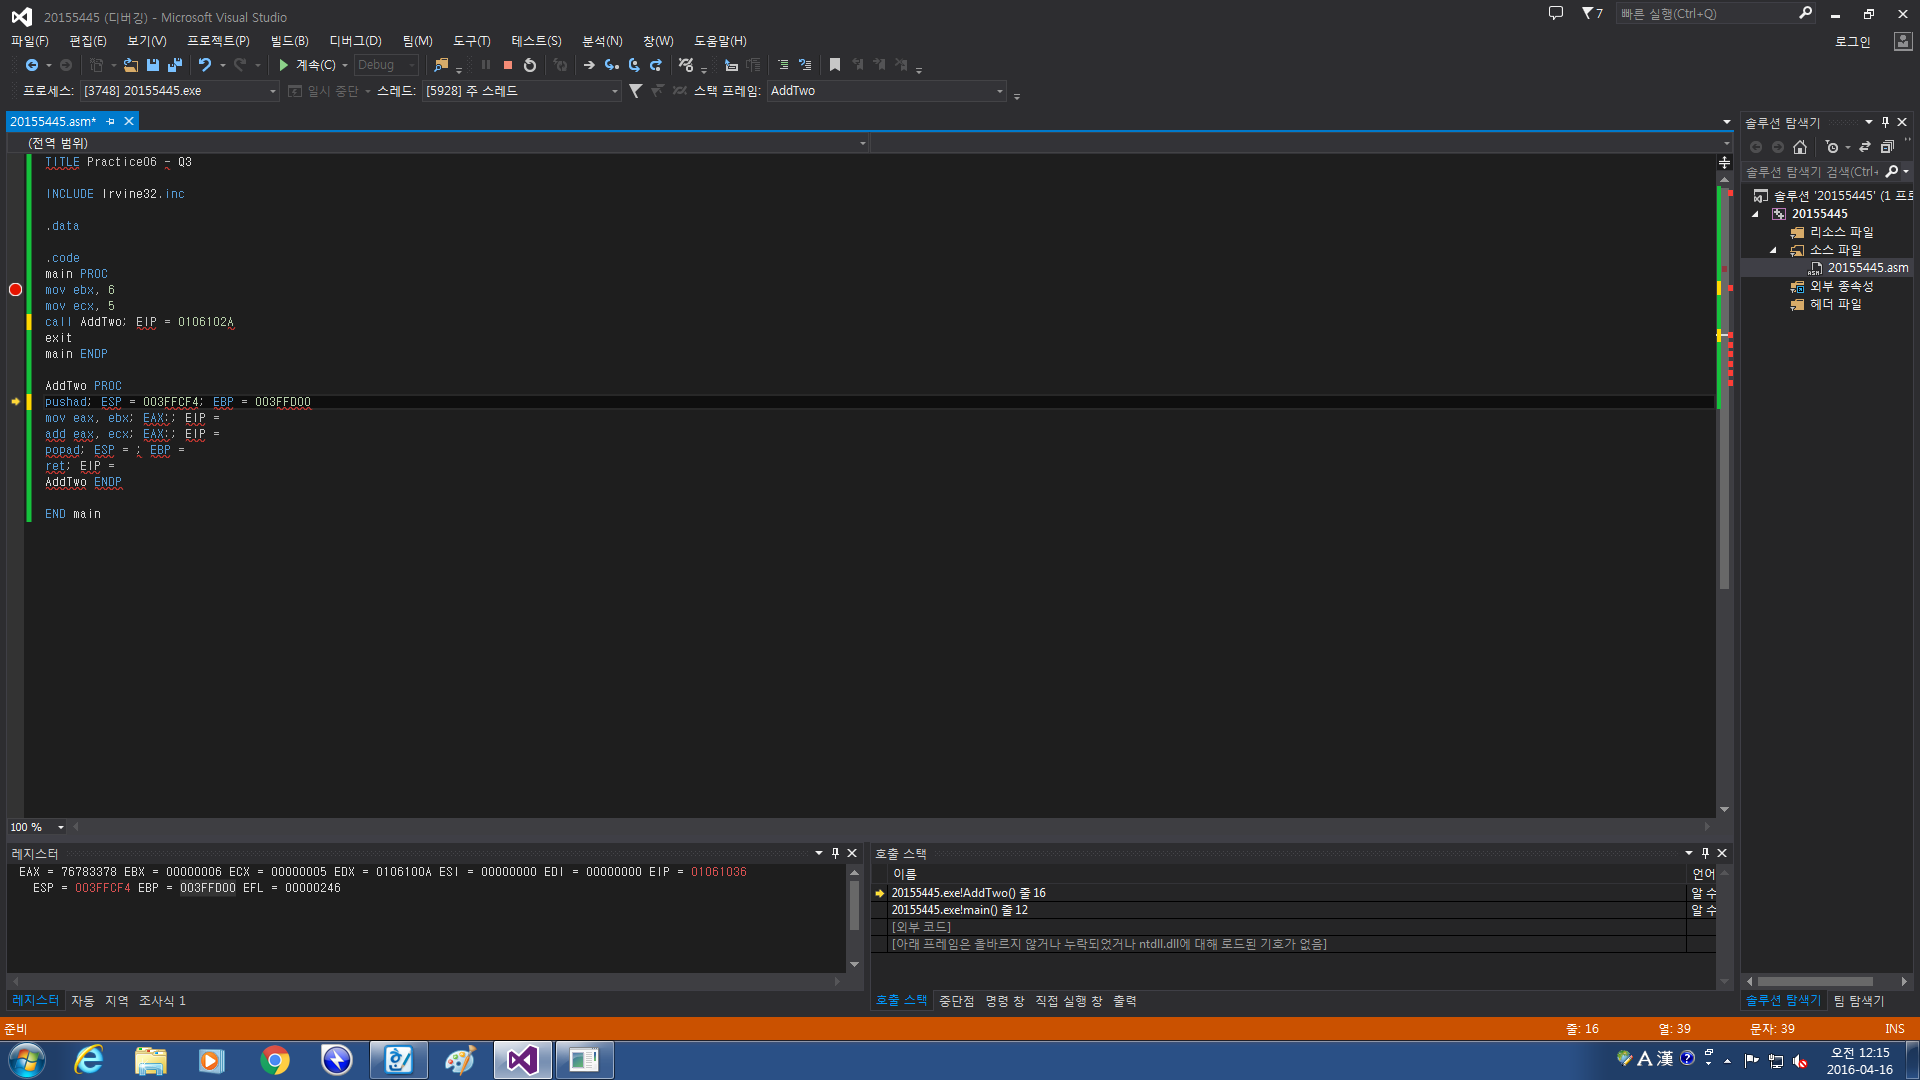 20155445 (디버깅) - Microsoft Visual Studio
7
빠른 실행(Ctrl+Q)
파일(F) 편집(E) 보기(V) 프로젝트(P) 빌드(B) 디버그(D) 팀(M) 도구(T) 테스트(S) 분석(N) 창(W) 도움말(H)
로그인
계속(C) Debug
프로세스: [3748] 20155445.exe 일시 중단 스레드: [5928] 주 스레드 스택 프레임: AddTwo
20155445.asm*
(전역 범위)
TITLE Practice06 - Q3
INCLUDE Irvine32.inc
.data
.code
main PROC
mov ebx, 6
mov ecx, 5
call AddTwo; EIP = 0106102A
exit
main ENDP
AddTwo PROC
pushad; ESP = 003FFCF4; EBP = 003FFD00
mov eax, ebx; EAX:; EIP =
add eax, ecx; EAX:; EIP =
popad; ESP = ; EBP =
ret; EIP =
AddTwo ENDP
END main
100 %
솔루션 탐색기
솔루션 탐색기 검색(Ctrl+
솔루션 '20155445' (1 프로
20155445
리소스 파일
소스 파일
20155445.asm
외부 종속성
헤더 파일
레지스터
EAX = 76783378 EBX = 00000006 ECX = 00000005 EDX = 0106100A ESI = 00000000 EDI = 00000000 EIP = 01061036
ESP = 003FFCF4 EBP = 003FFD00 EFL = 00000246
호출 스택
이름 언어
20155445.exe!AddTwo() 줄 16 알 수
20155445.exe!main() 줄 12 알 수
[외부 코드]
[아래 프레임은 올바르지 않거나 누락되었거나 ntdll.dll에 대해 로드된 기호가 없음]
레지스터 자동 지역 조사식 1
호출 스택 중단점 명령 창 직접 실행 창 출력
솔루션 탐색기 팀 탐색기
준비 줄: 16 열: 39 문자: 39 INS
A 漢
오전 12:15
2016-04-16